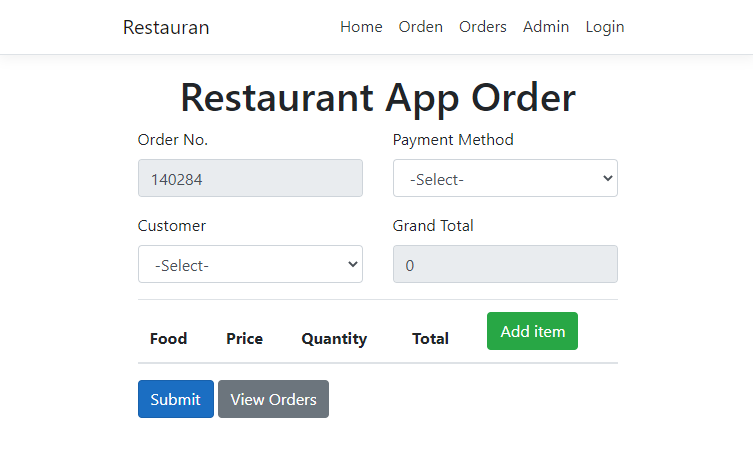 Restauran Home Orden Orders Admin Login
Restaurant App Order
Order No. Payment Method
140284 -Select-
Customer Grand Total
-Select- 0
Food Price Quantity Total Add item
Submit View Orders